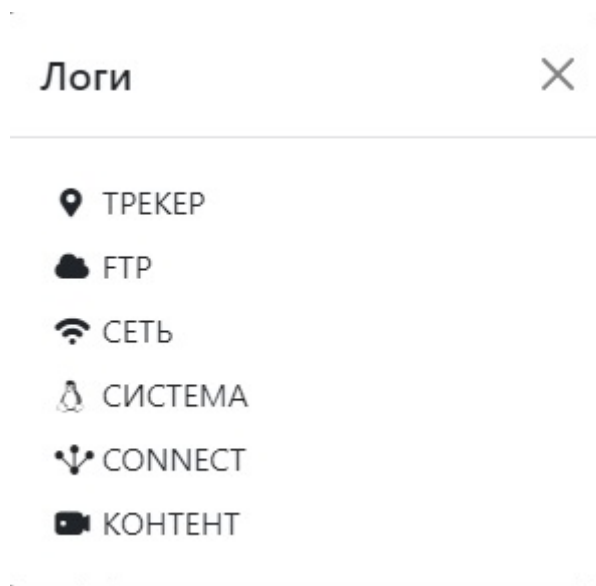 Логи
ТРЕКЕР
FTP
СЕТЬ
СИСТЕМА
CONNECT
КОНТЕНТ